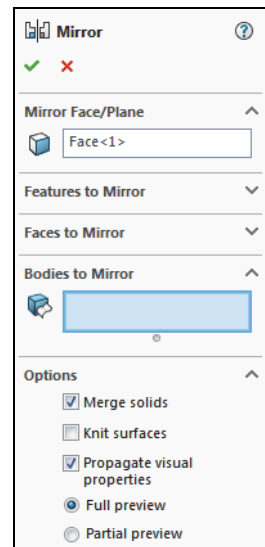 Mirror
Mirror Face/Plane
Face<1>
Features to Mirror
Faces to Mirror
Bodies to Mirror
Options
Merge solids
Knit surfaces
Propagate visual
properties
Full preview
Partial preview